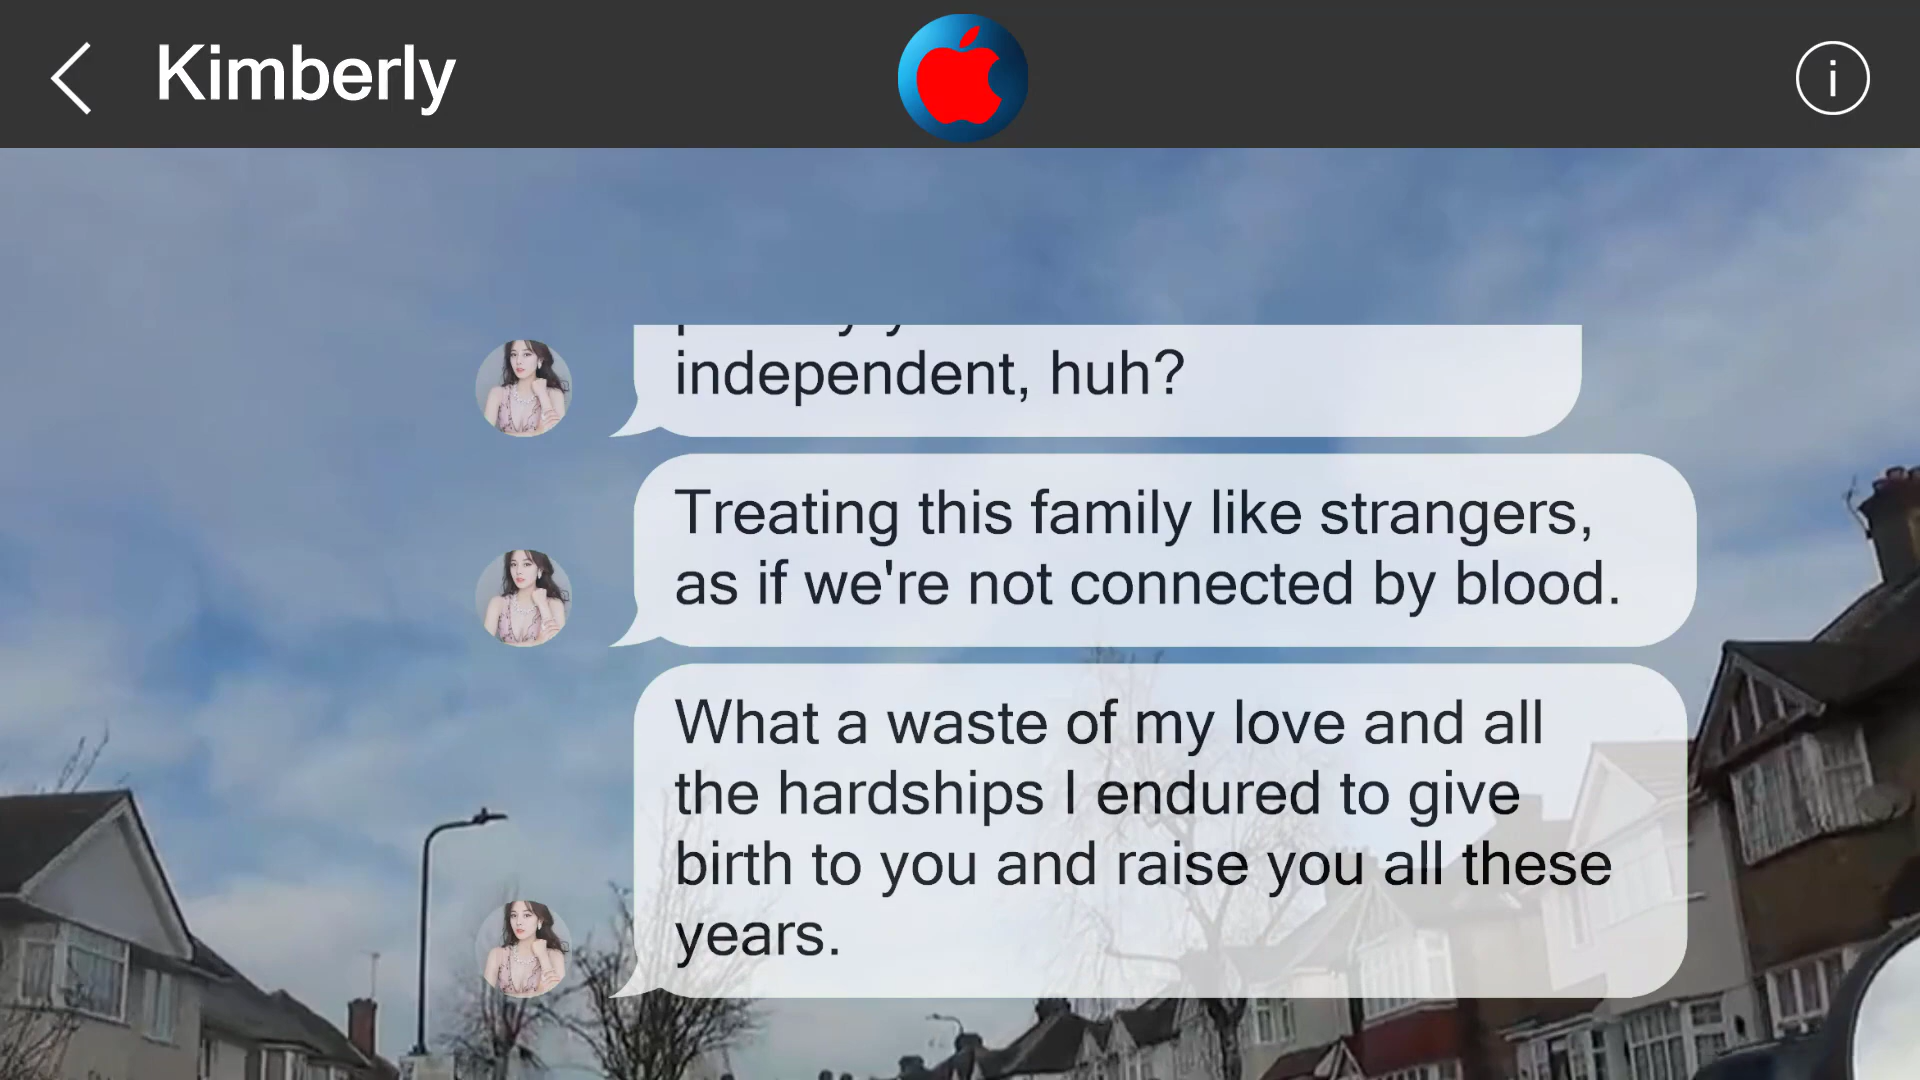 Kimberly
i
independent, huh?
Treating this family like strangers,
as if we're not connected by blood.
What a waste of my love and all
the hardships I endured to give
birth to you and raise you all these
years.